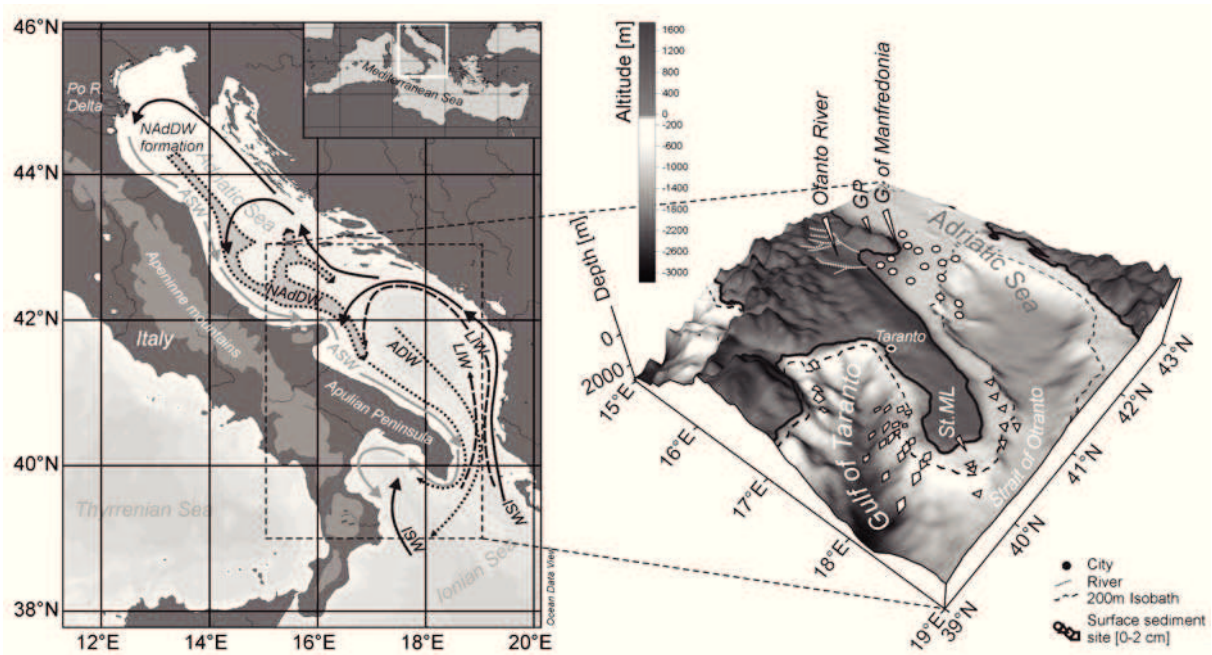 46°N
44°N
42°N
40°N
38°N
12°E
14°E
16°E
18°E
20°E
Mediterranean Sea
Po R.
Delta
NAdDW
formation
Adriatic Sea
ASW
Apeninne mountains
NAdDW
Italy
ASW
ADW
LIW
LIW
Apulian Peninsula
Thyrrenian Sea
ISW
ISW
Ionian Sea
Ocean Data View
Altitude [m]
1600
1200
800
400
0
-200
-600
-1000
-1400
-1800
-2200
-2600
-3000
Ofanto River
GP
G. of Manfredonia
Adriatic Sea
Depth [m]
0
2000
Taranto
St.ML
Gulf of Taranto
Strait of Otranto
15°E
16°E
17°E
18°E
19°E
39°N
40°N
41°N
42°N
43°N
City
River
200m Isobath
Surface sediment
site [0-2 cm]